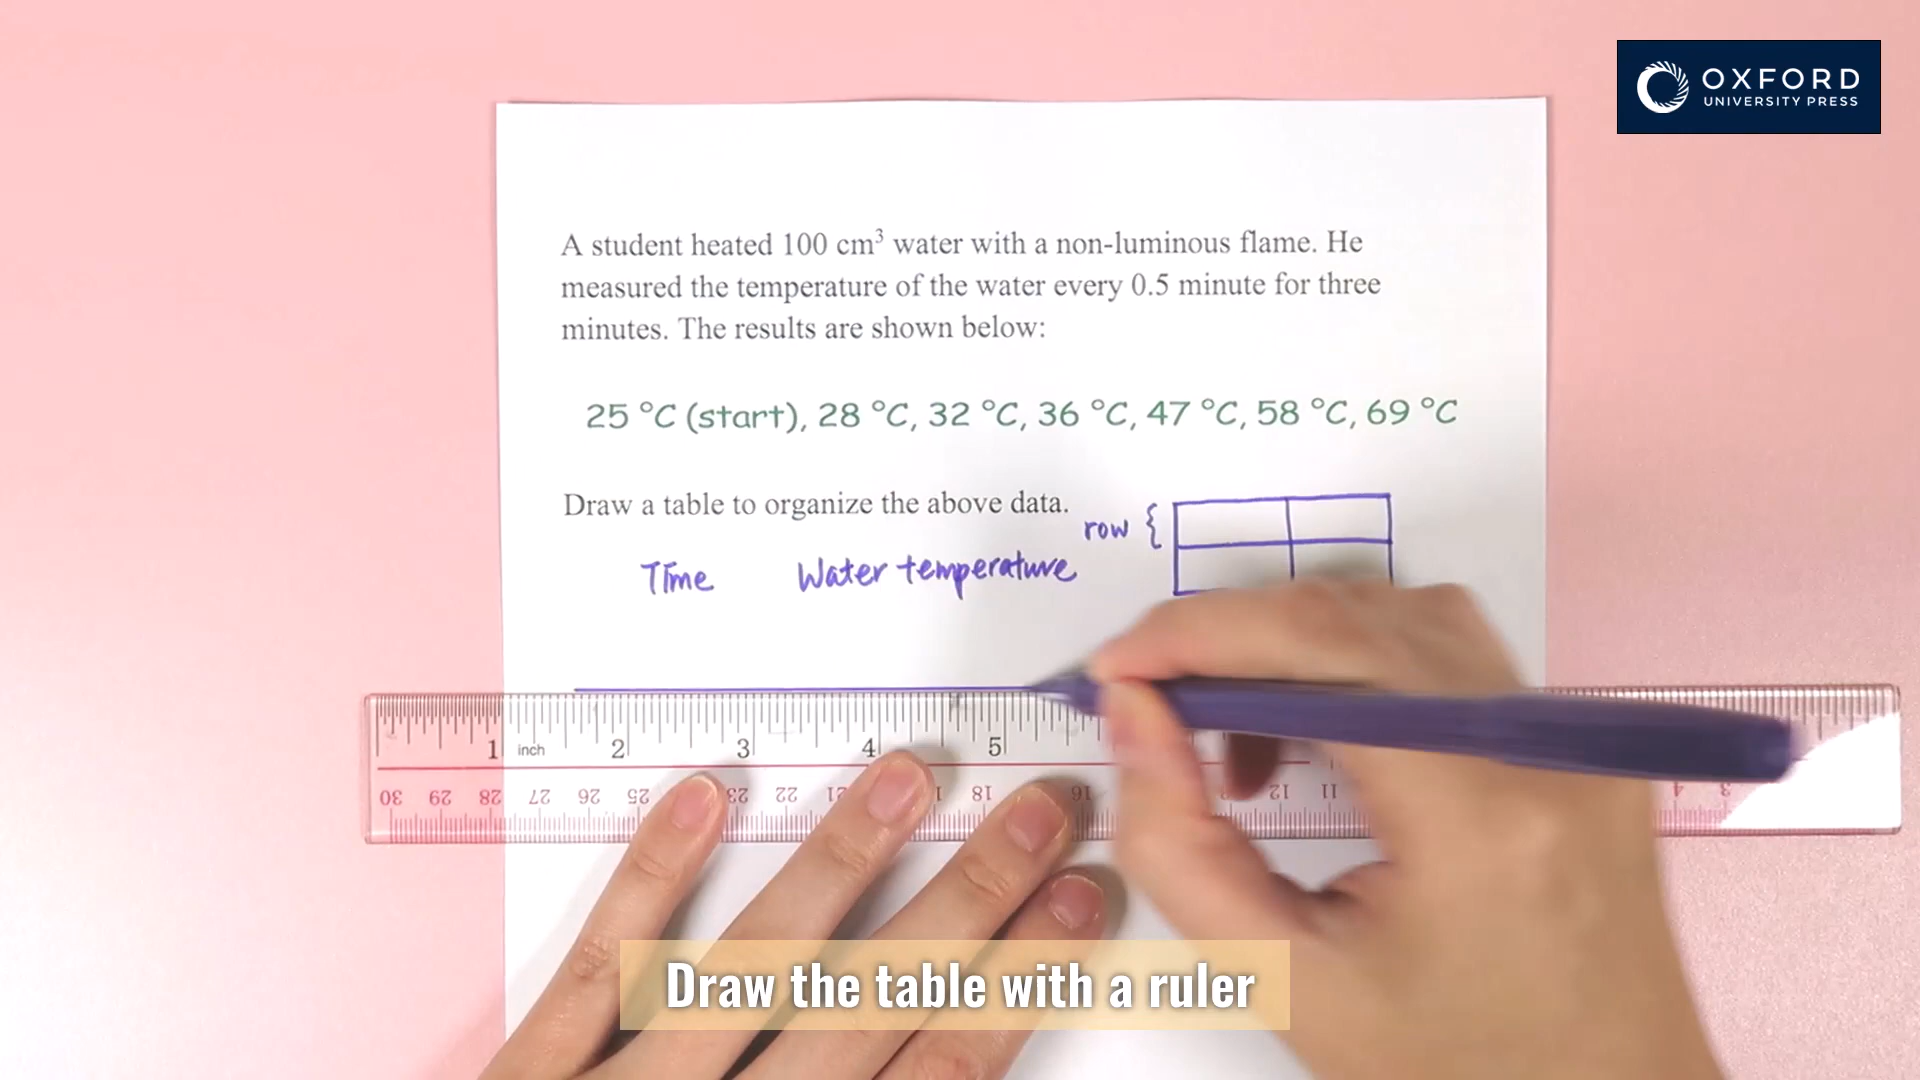 OXFORD
UNIVERSITY PRESS
A student heated 100 cm³ water with a non-luminous flame. He
measured the temperature of the water every 0.5 minute for three
minutes. The results are shown below:
25 °C (start), 28 °C, 32 °C, 36 °C, 47 °C, 58 °C, 69 °C
Draw a table to organize the above data.
row {
Time Water temperature
1 inch 2 3 4 5
30 29 28 27 26 25 23 22 18 16 12 11 4 3
Draw the table with a ruler